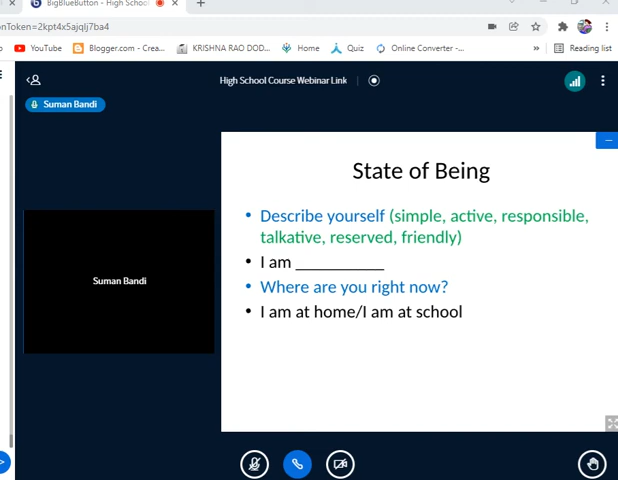 BigBlueButton - High School
onToken=2kpt4x5ajqlj7ba4
YouTube
Blogger.com - Crea...
KRISHNA RAO DOD...
Home
Quiz
Online Converter -...
»
Reading list
High School Course Webinar Link
Suman Bandi
State of Being
• Describe yourself (simple, active, responsible,
talkative, reserved, friendly)
• I am __________
• Where are you right now?
• I am at home/I am at school
Suman Bandi